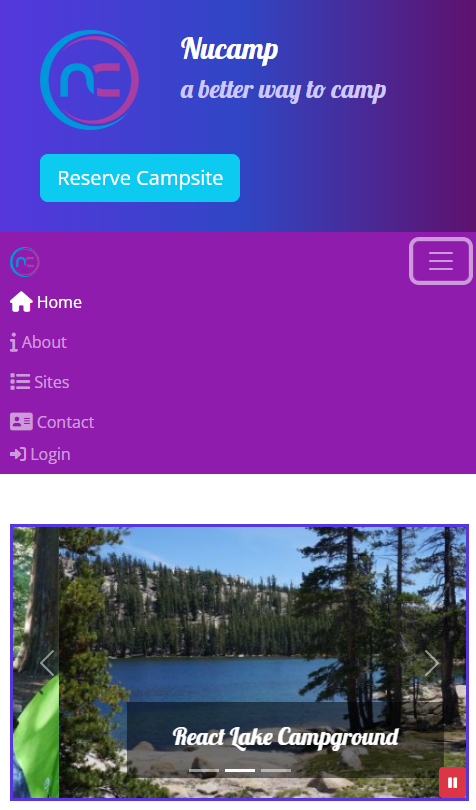 Nucamp
a better way to camp
Reserve Campsite
Home
About
Sites
Contact
Login
React Lake Campground